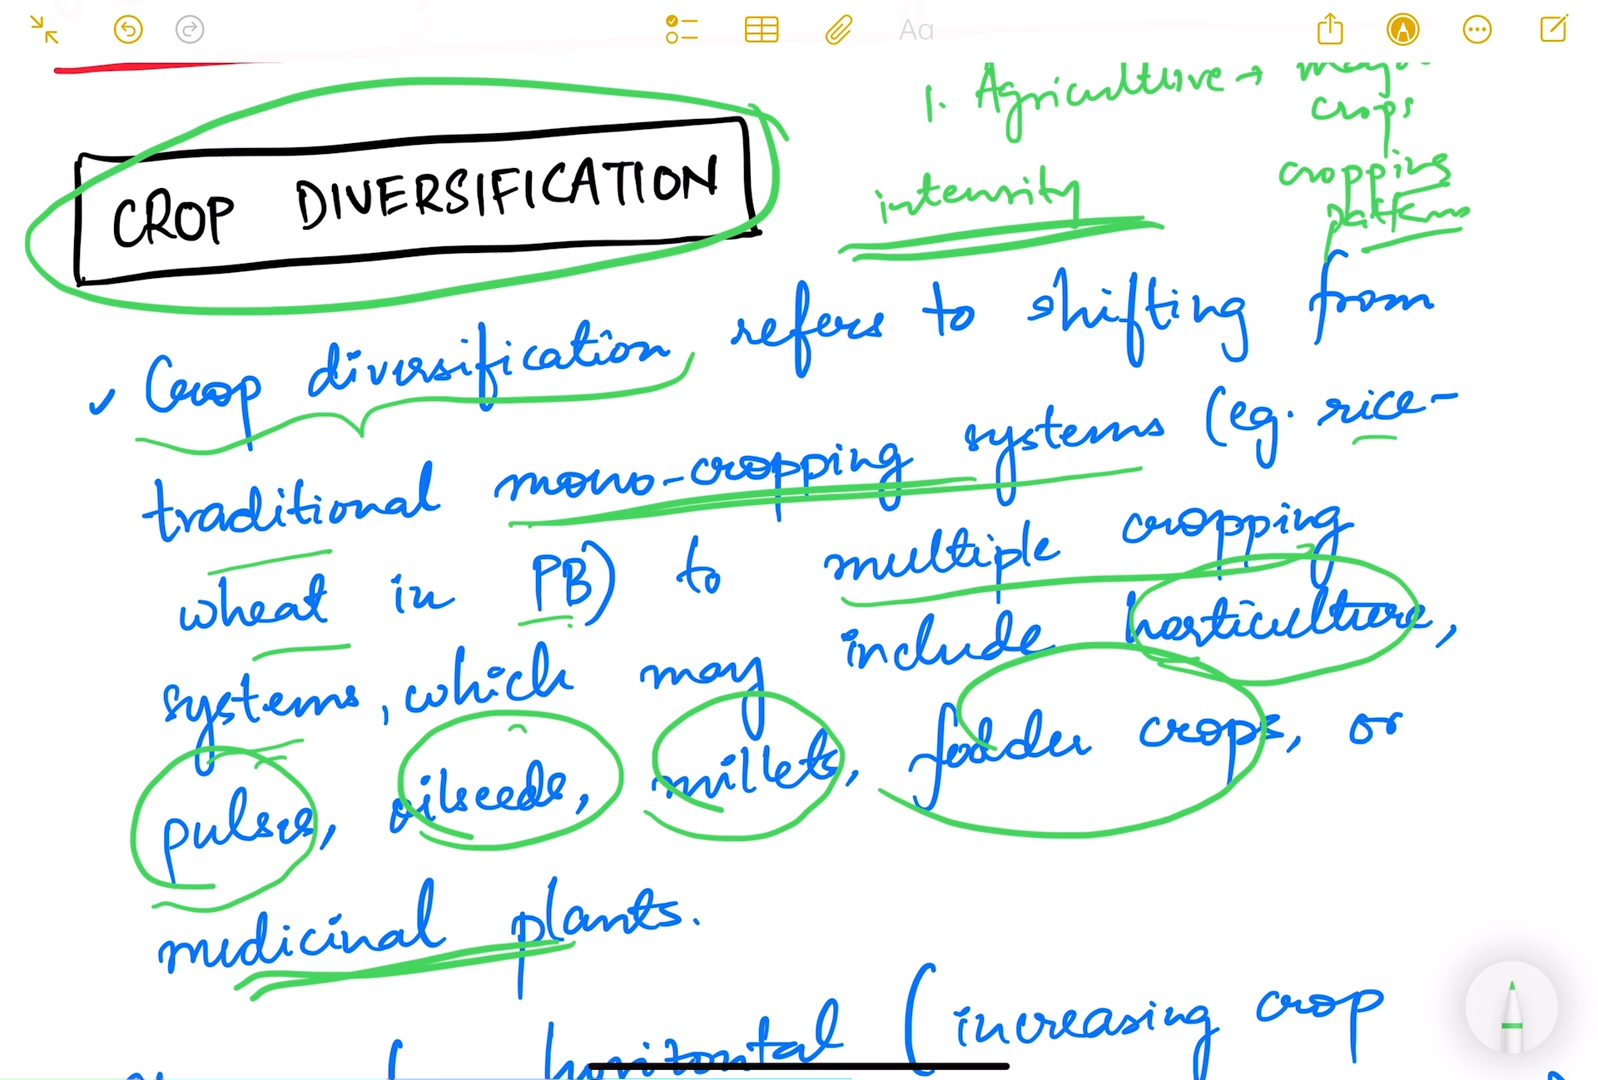 Aa
1. Agriculture →
crops
cropping
patterns
intensity
CROP DIVERSIFICATION
Crop diversification refers to shifting from
traditional mono-cropping systems (eg. rice-
wheat in PB) to multiple cropping
systems, which may include horticulture,
pulses, oilseeds, millets, fodder crops, or
medicinal plants.
horizontal (increasing crop